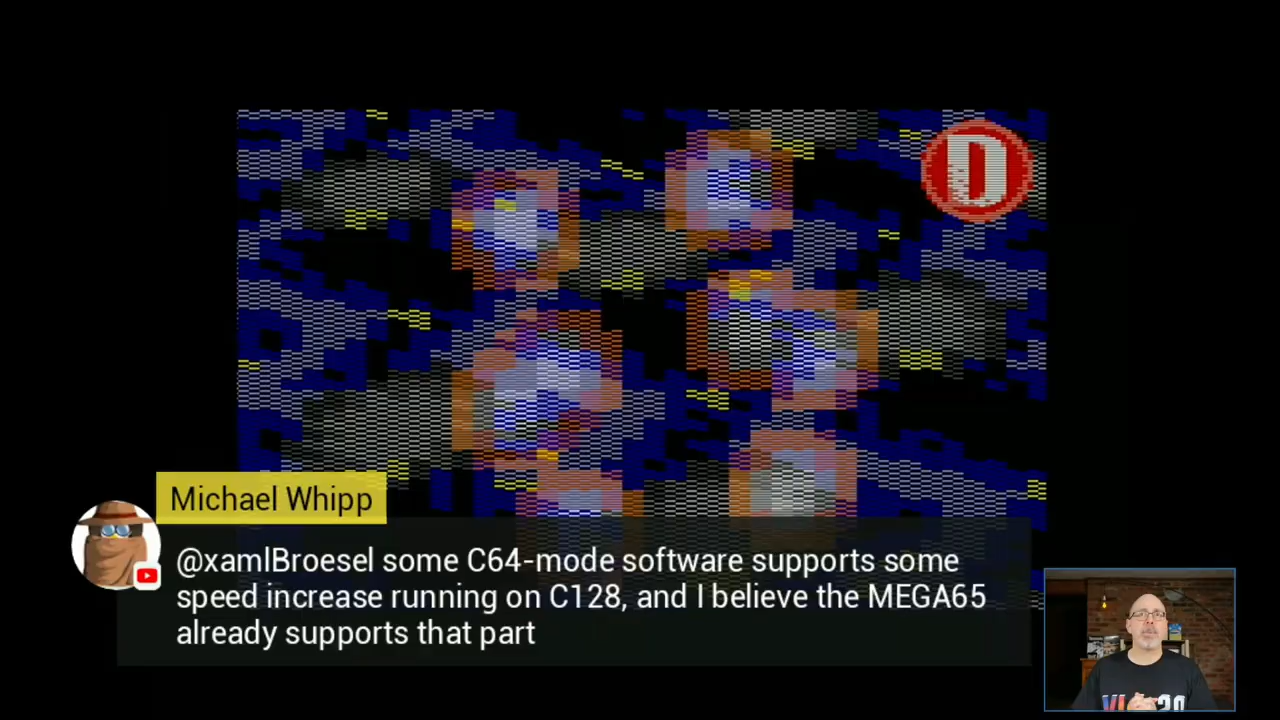 D
Michael Whipp
@xamlBroesel some C64-mode software supports some
speed increase running on C128, and I believe the MEGA65
already supports that part